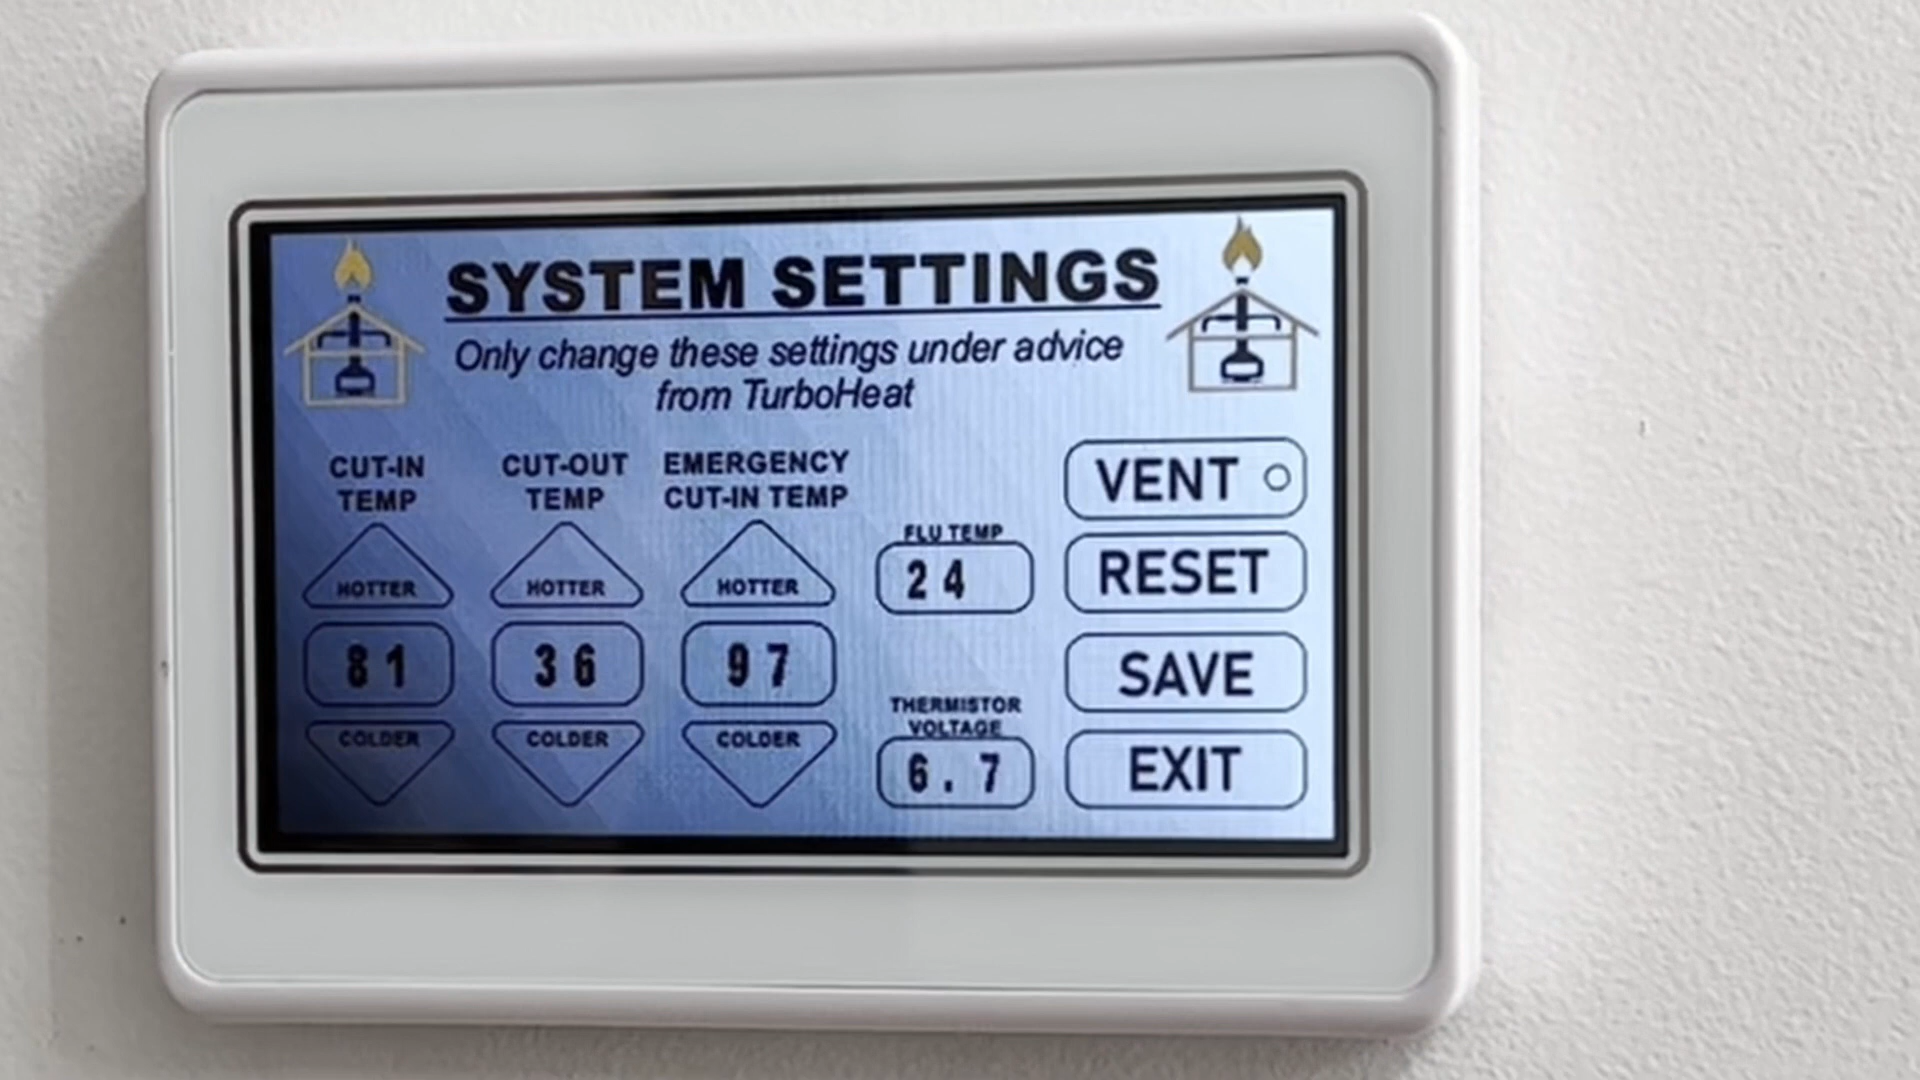 SYSTEM SETTINGS
Only change these settings under advice
from TurboHeat
CUT-IN
TEMP
HOTTER
81
COLDER
CUT-OUT
TEMP
HOTTER
36
COLDER
EMERGENCY
CUT-IN TEMP
HOTTER
97
COLDER
FLU TEMP
24
THERMISTOR
VOLTAGE
6.7
VENT
RESET
SAVE
EXIT